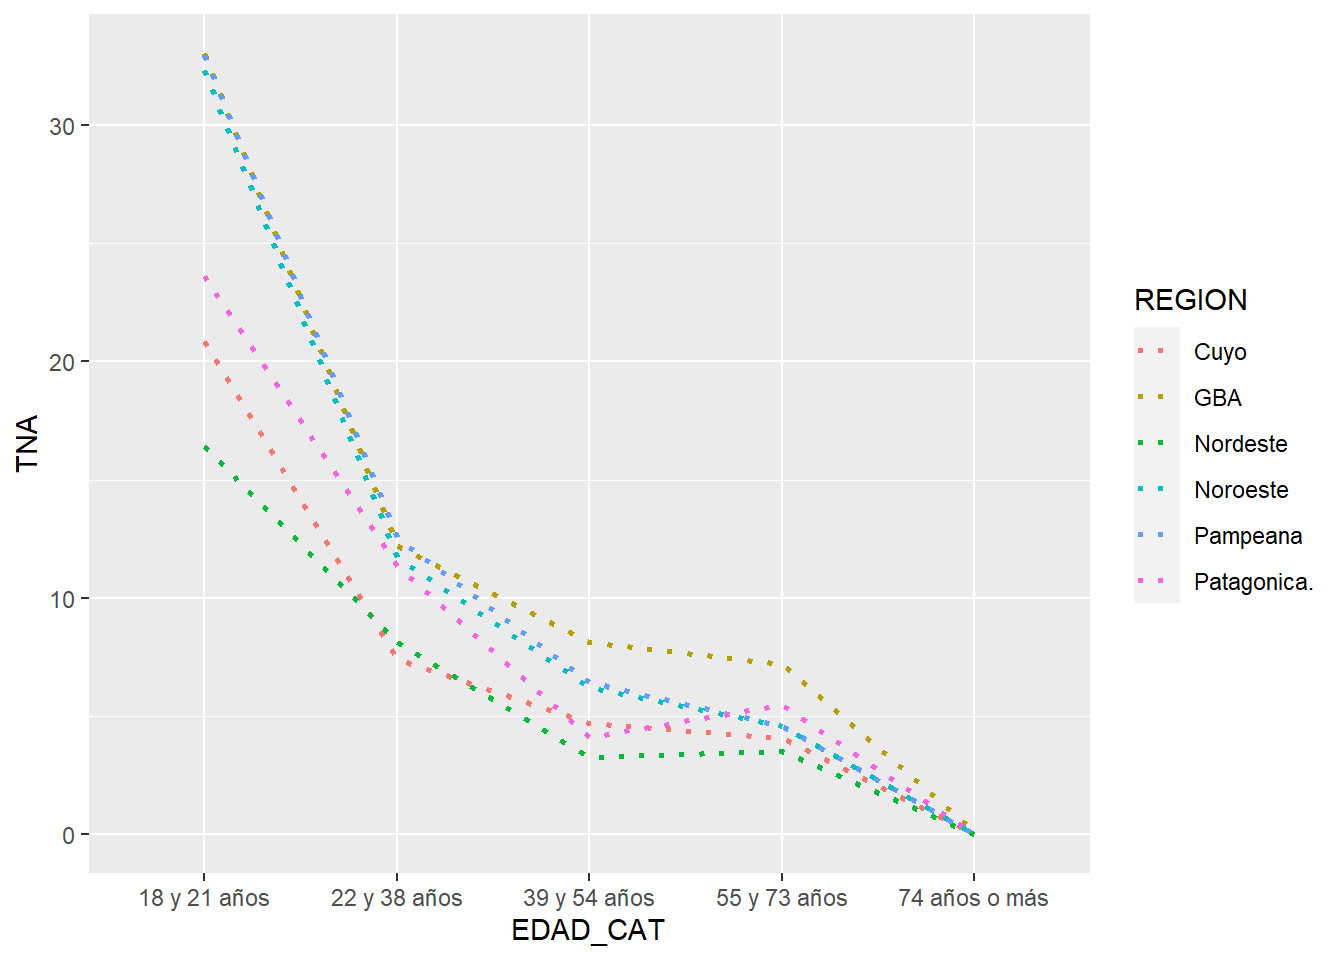 30
20
10
0
TNA
18 y 21 años
22 y 38 años
39 y 54 años
55 y 73 años
74 años o más
EDAD_CAT
REGION
Cuyo
GBA
Nordeste
Noroeste
Pampeana
Patagonica.